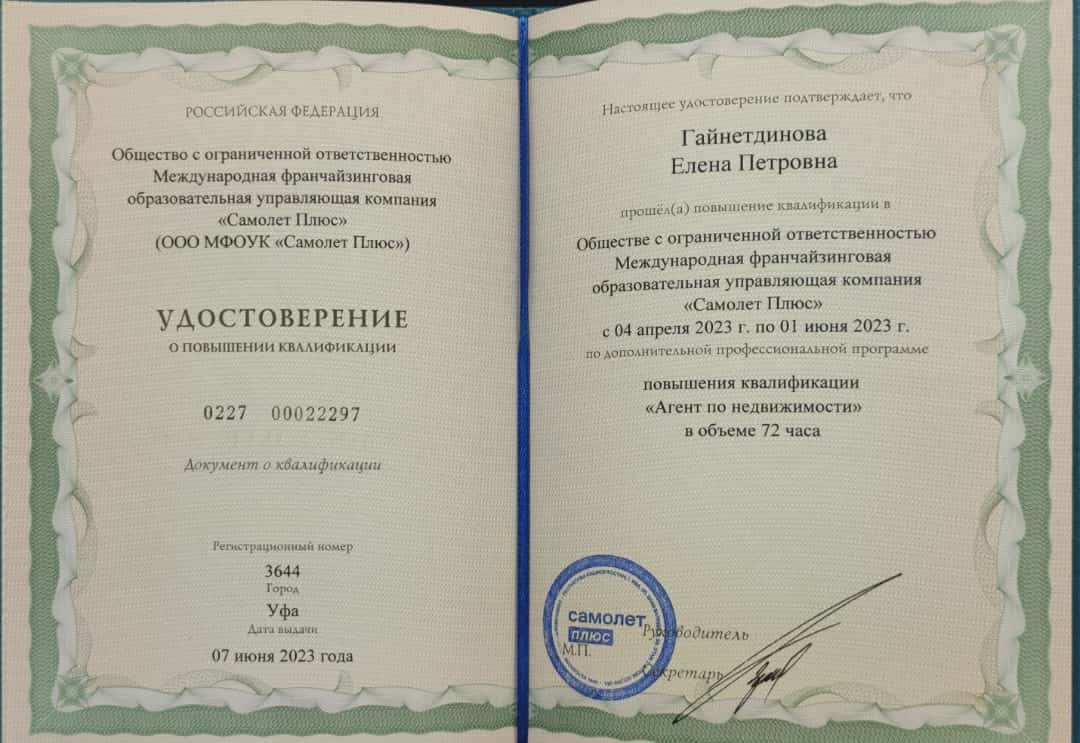 РОССИЙСКАЯ ФЕДЕРАЦИЯ
Общество с ограниченной ответственностью
Международная франчайзинговая
образовательная управляющая компания
«Самолет Плюс»
(ООО МФОУК «Самолет Плюс»)
УДОСТОВЕРЕНИЕ
О ПОВЫШЕНИИ КВАЛИФИКАЦИИ
0227 00022297
Документ о квалификации
Регистрационный номер
3644
Город
Уфа
Дата выдачи
07 июня 2023 года
Настоящее удостоверение подтверждает, что
Гайнетдинова
Елена Петровна
прошёл(а) повышение квалификации в
Обществе с ограниченной ответственностью
Международная франчайзинговая
образовательная управляющая компания
«Самолет Плюс»
с 04 апреля 2023 г. по 01 июня 2023 г.
по дополнительной профессиональной программе
повышения квалификации
«Агент по недвижимости»
в объеме 72 часа
самолет
плюс
М.П.
Руководитель
Секретарь